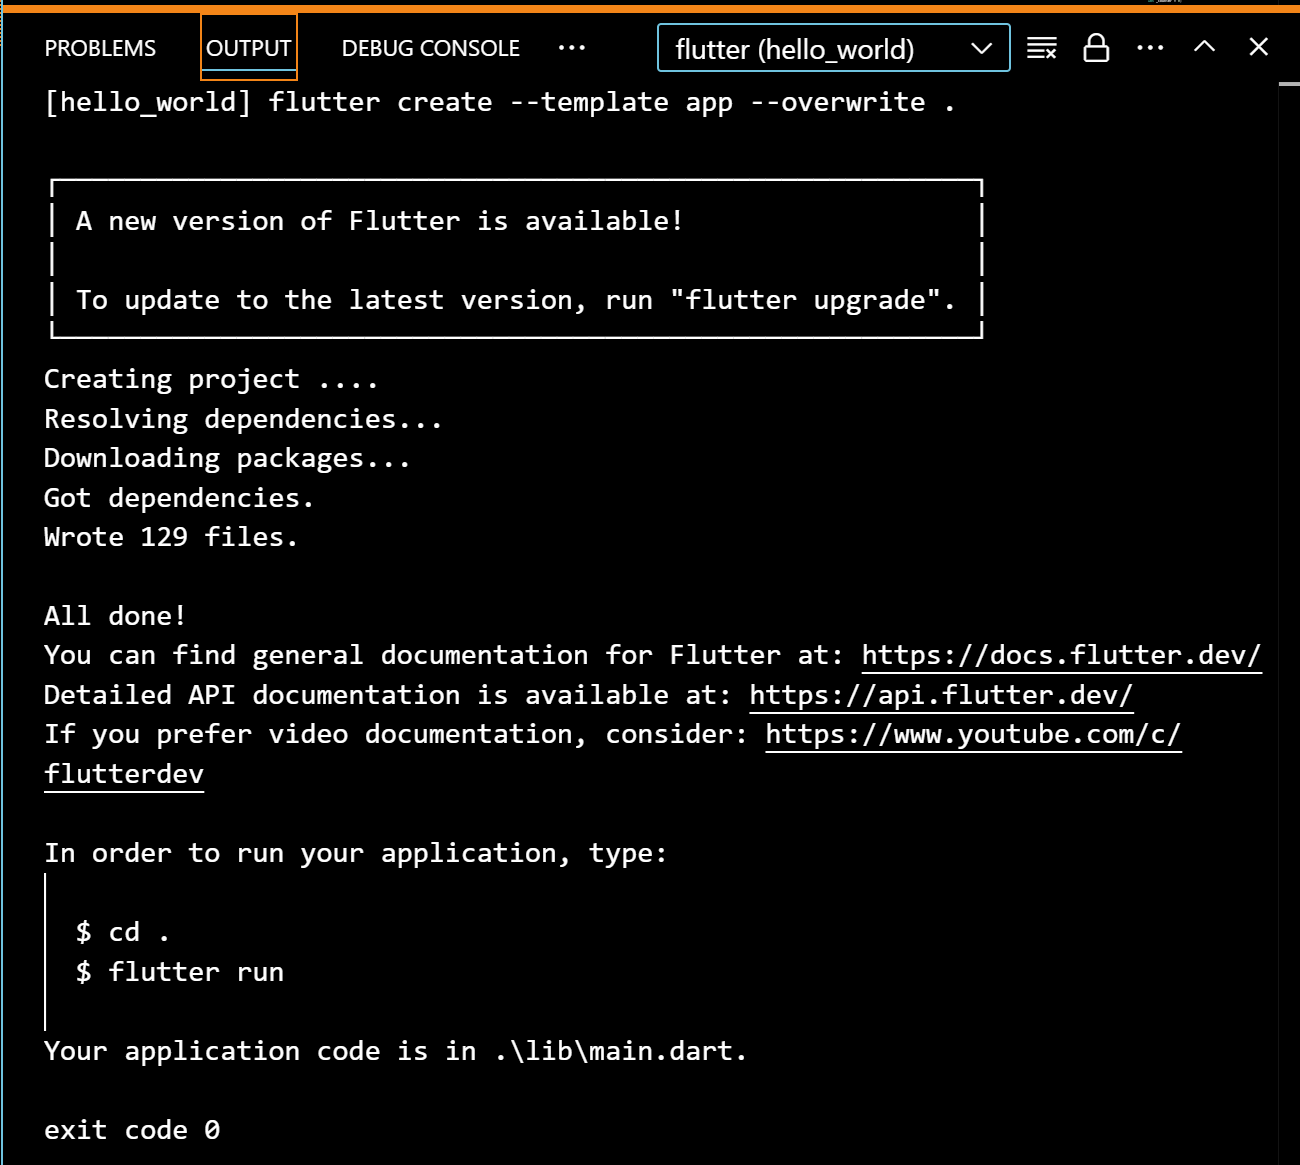 PROBLEMS OUTPUT DEBUG CONSOLE ... flutter (hello_world)
[hello_world] flutter create --template app --overwrite .
A new version of Flutter is available!
To update to the latest version, run "flutter upgrade".
Creating project ....
Resolving dependencies...
Downloading packages...
Got dependencies.
Wrote 129 files.
All done!
You can find general documentation for Flutter at: https://docs.flutter.dev/
Detailed API documentation is available at: https://api.flutter.dev/
If you prefer video documentation, consider: https://www.youtube.com/c/
flutterdev
In order to run your application, type:
$ cd .
$ flutter run
Your application code is in .\lib\main.dart.
exit code 0